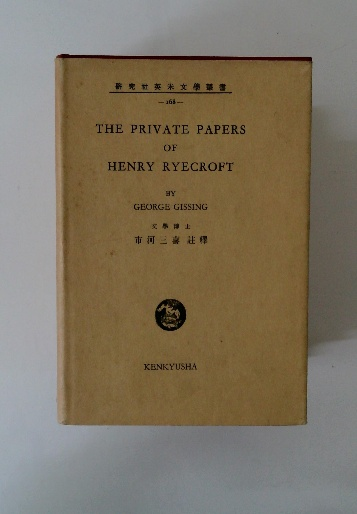 研究社英米文學叢書
—168—
THE PRIVATE PAPERS
OF
HENRY RYECROFT
BY
GEORGE GISSING
文學博士
市河三喜註釋
KENKYUSHA